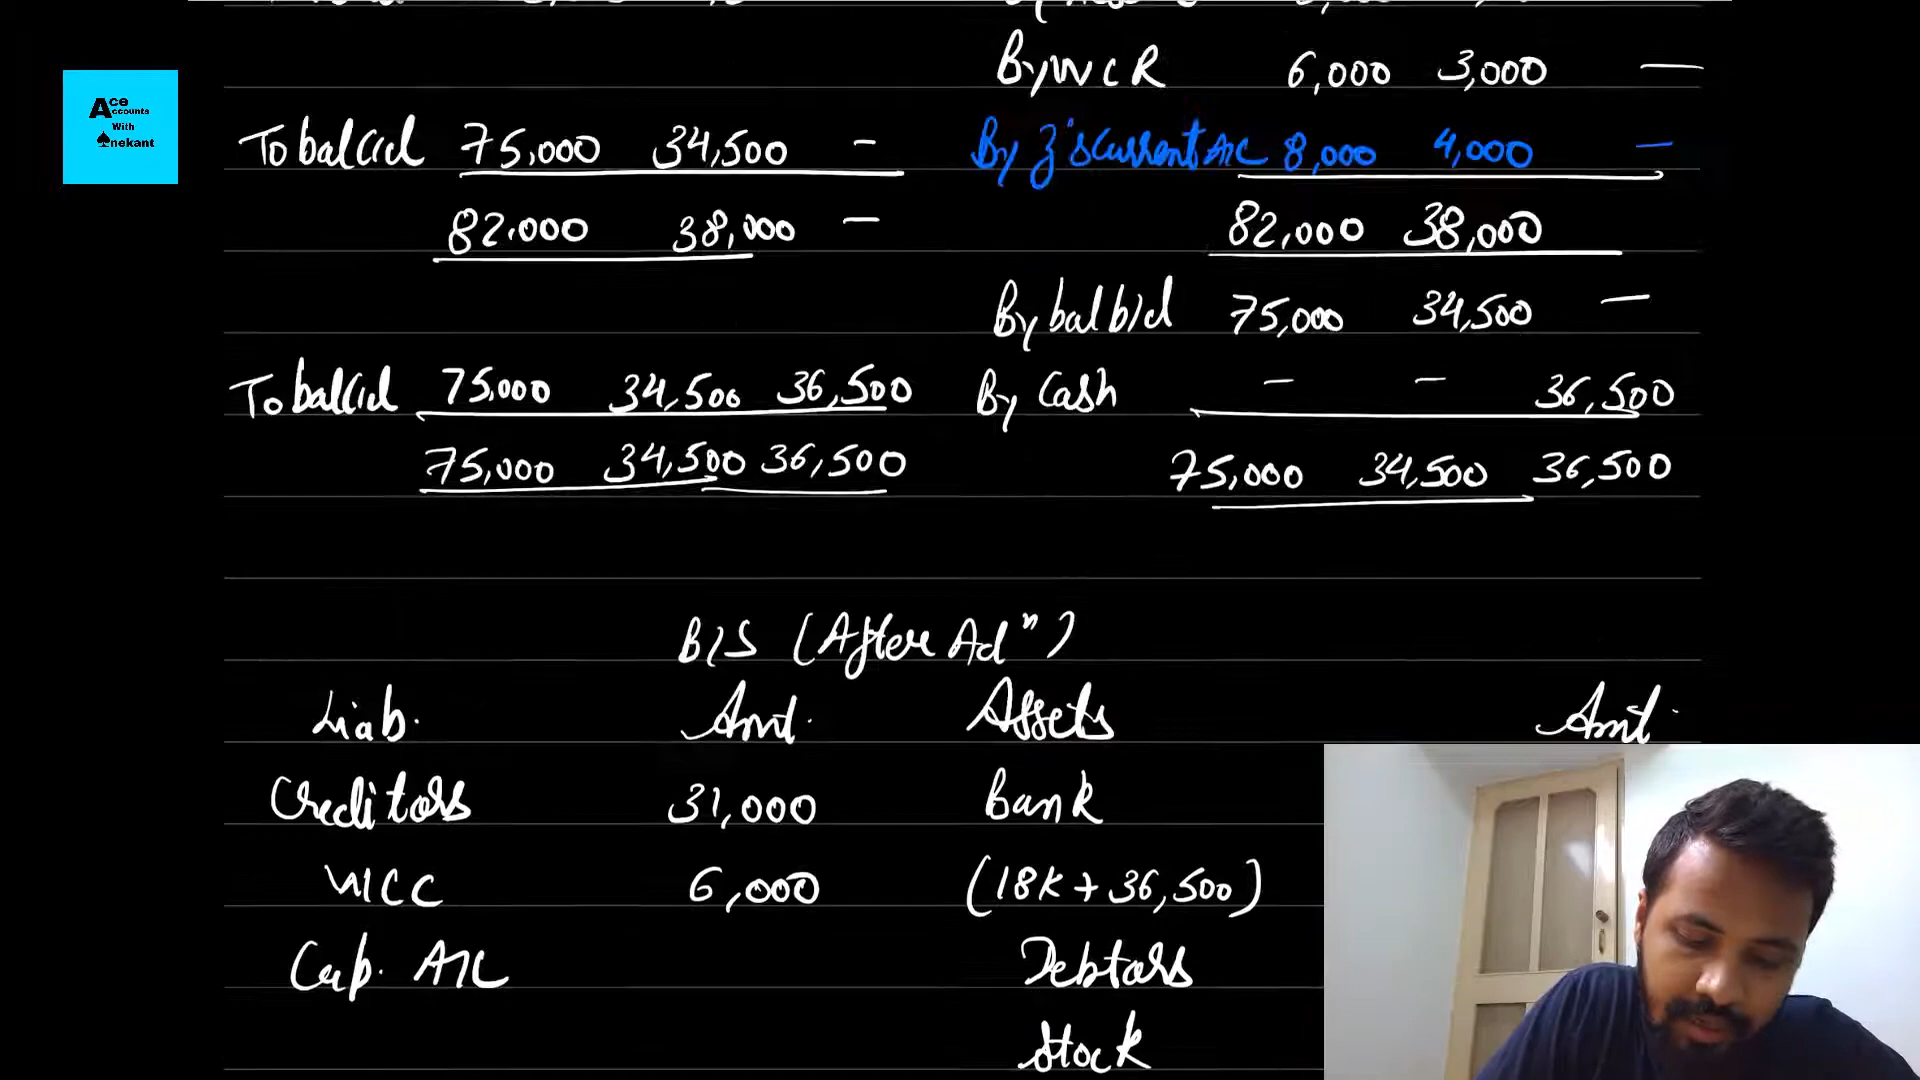 Ace
Accounts
With
Anekant
By WCR 6,000 3,000 —
To bal c/d 75,000 34,500 - By Z's Current A/C 8,000 4,000 —
82,000 38,000 — 82,000 38,000
By bal b/d 75,000 34,500 —
To bal c/d 75,000 34,500 36,500 By Cash - - 36,500
75,000 34,500 36,500 75,000 34,500 36,500
B/S (After Adⁿ)
Liab. Amt. Assets Amt.
Creditors 31,000 Bank
WCC 6,000 (18K + 36,500)
Cap. A/C Debtors
Stock